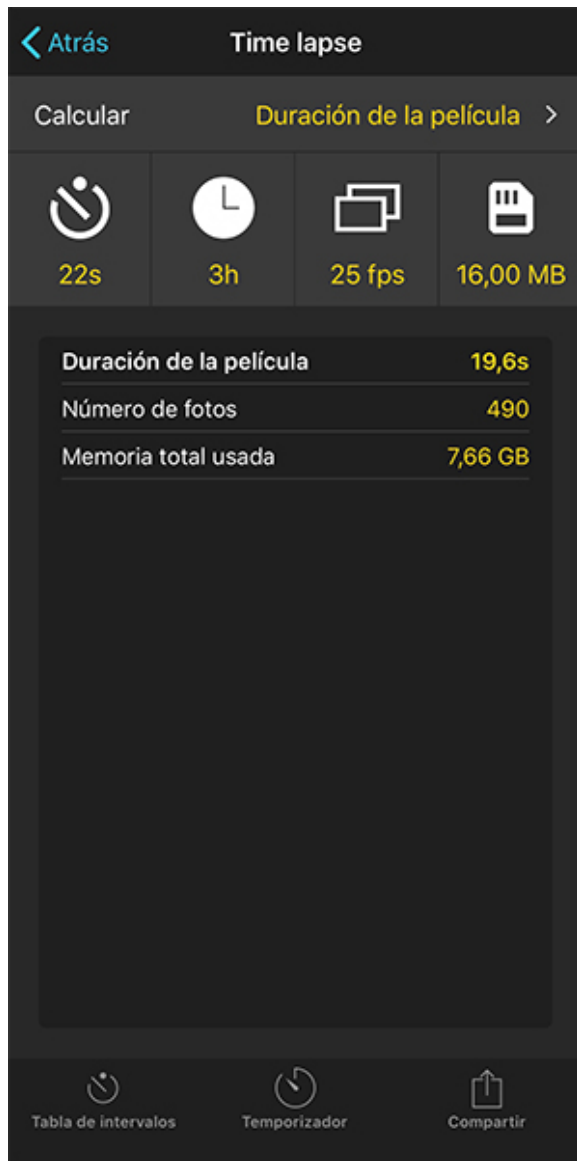 Atrás Time lapse
Calcular Duración de la película >
22s 3h 25 fps 16,00 MB
Duración de la película 19,6s
Número de fotos 490
Memoria total usada 7,66 GB
Tabla de intervalos Temporizador Compartir